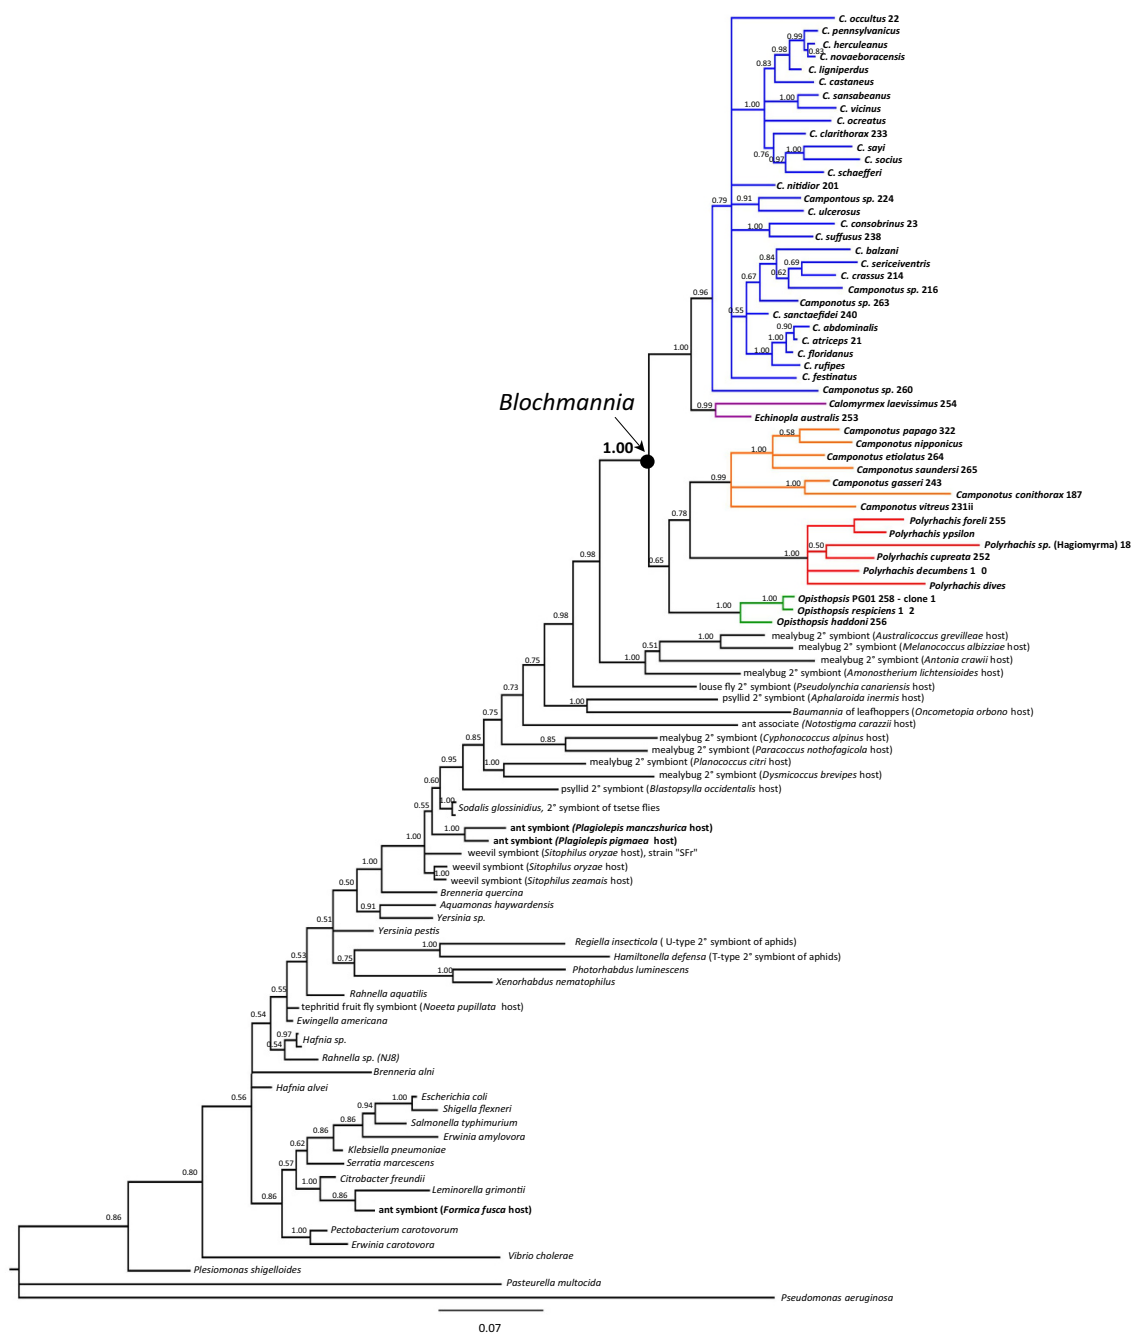 C. occultus 22
C. pennsylvanicus
0.99
C. herculeanus
0.83
C. novaeboracensis
0.98
C. ligniperdus
0.83
C. castaneus
C. sansabeanus
1.00
C. vicinus
1.00
C. ocreatus
C. clarithorax 233
C. sayi
1.00
0.76
0.97
C. socius
C. schaefferi
C. nitidior 201
0.79
0.91
Campontous sp. 224
C. ulcerosus
C. consobrinus 23
1.00
C. suffusus 238
C. balzani
0.84
0.69
C. sericeiventris
0.62
C. crassus 214
0.67
Camponotus sp. 216
0.96
Camponotus sp. 263
0.55
C. sanctaefidei 240
0.90
C. abdominalis
1.00
C. atriceps 21
1.00
C. floridanus
C. rufipes
1.00
C. festinatus
Camponotus sp. 260
Blochmannia
0.99
Calomyrmex laevissimus 254
Echinopla australis 253
0.58
Camponotus papago 322
1.00
Camponotus nipponicus
1.00
Camponotus etiolatus 264
Camponotus saundersi 265
0.99
1.00
Camponotus gasseri 243
Camponotus conithorax 187
Camponotus vitreus 231ii
0.78
Polyrhachis foreli 255
Polyrhachis ypsilon
0.50
Polyrhachis sp. (Hagiomyrma) 18
1.00
Polyrhachis cupreata 252
0.98
0.65
Polyrhachis decumbens 1 0
Polyrhachis dives
1.00
Opisthopsis PG01 258 - clone 1
1.00
Opisthopsis respiciens 1 2
0.98
Opisthopsis haddoni 256
1.00
mealybug 2° symbiont (Australicoccus grevilleae host)
0.51
mealybug 2° symbiont (Melanococcus albizziae host)
0.75
1.00
mealybug 2° symbiont (Antonia crawii host)
mealybug 2° symbiont (Amonostherium lichtensioides host)
louse fly 2° symbiont (Pseudolynchia canariensis host)
0.73
1.00
psyllid 2° symbiont (Aphalaroida inermis host)
Baumannia of leafhoppers (Oncometopia orbono host)
0.75
ant associate (Notostigma carazzii host)
0.85
0.85
mealybug 2° symbiont (Cyphonococcus alpinus host)
mealybug 2° symbiont (Paracoccus nothofagicola host)
0.95
1.00
mealybug 2° symbiont (Planococcus citri host)
mealybug 2° symbiont (Dysmicoccus brevipes host)
0.60
psyllid 2° symbiont (Blastopsylla occidentalis host)
0.55
1.00
Sodalis glossinidius, 2° symbiont of tsetse flies
1.00
ant symbiont (Plagiolepis manczshurica host)
1.00
ant symbiont (Plagiolepis pigmaea host)
weevil symbiont (Sitophilus oryzae host), strain "SFr"
1.00
1.00
weevil symbiont (Sitophilus oryzae host)
weevil symbiont (Sitophilus zeamais host)
0.50
Brenneria quercina
0.91
Aquamonas haywardensis
Yersinia sp.
0.51
Yersinia pestis
1.00
Regiella insecticola ( U-type 2° symbiont of aphids)
0.53
0.75
Hamiltonella defensa (T-type 2° symbiont of aphids)
1.00
Photorhabdus luminescens
Xenorhabdus nematophilus
0.55
Rahnella aquatilis
tephritid fruit fly symbiont (Noeeta pupillata host)
0.54
Ewingella americana
0.97
Hafnia sp.
0.54
Rahnella sp. (NJ8)
Brenneria alni
Hafnia alvei
0.56
1.00
Escherichia coli
0.94
Shigella flexneri
0.86
Salmonella typhimurium
0.86
Erwinia amylovora
0.62
Klebsiella pneumoniae
0.57
Serratia marcescens
0.80
1.00
Citrobacter freundii
0.86
0.86
Leminorella grimontii
ant symbiont (Formica fusca host)
0.86
1.00
Pectobacterium carotovorum
Erwinia carotovora
Vibrio cholerae
Plesiomonas shigelloides
Pasteurella multocida
Pseudomonas aeruginosa
0.07